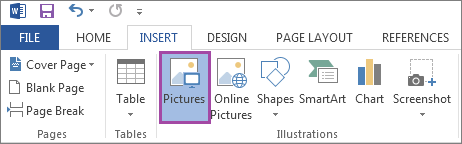 FILE HOME INSERT DESIGN PAGE LAYOUT REFERENCES
Cover Page
Blank Page
Page Break
Pages
Table
Tables
Pictures
Online
Pictures
Shapes
SmartArt
Chart
Screenshot
Illustrations